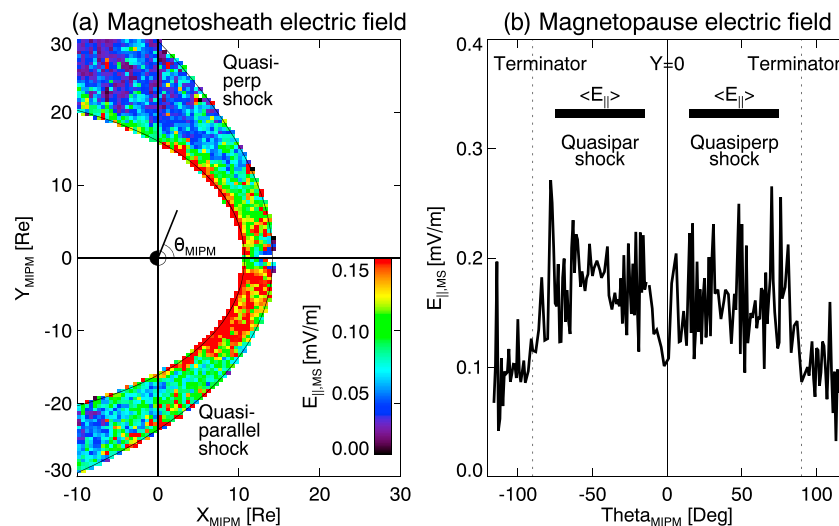 (a) Magnetosheath electric field
30
20
10
0
-10
-20
-30
Y_MIPM [Re]
Quasi-
perp
shock
θ_MIPM
Quasi-
parallel
shock
E_||,MS [mV/m]
0.15
0.10
0.05
0.00
-10 0 10 20 30
X_MIPM [Re]
(b) Magnetopause electric field
0.4
0.3
0.2
0.1
0.0
E_||,MS [mV/m]
Terminator Y=0 Terminator
<E_||> <E_||>
Quasipar Quasiperp
shock shock
-100 -50 0 50 100
Theta_MIPM [Deg]